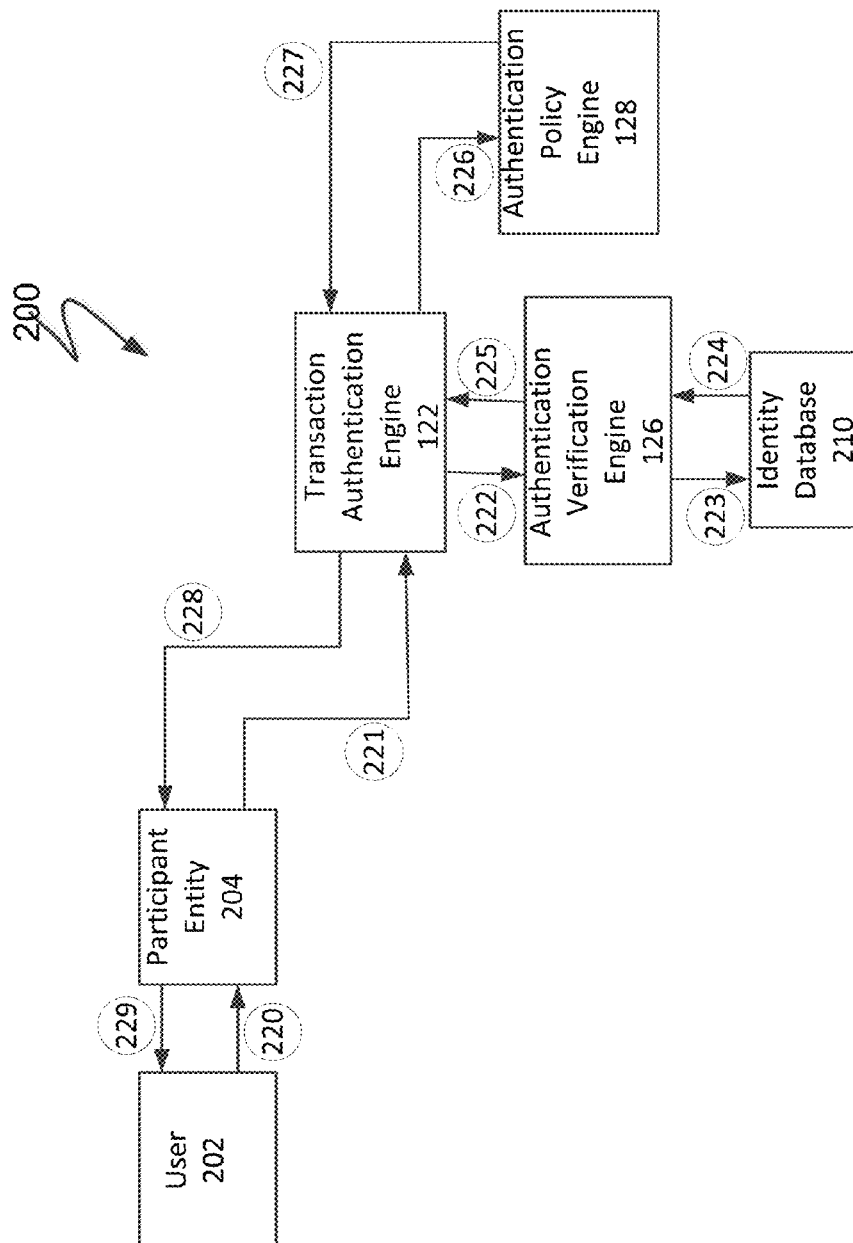 200
User
202
229
220
Participant
Entity
204
228
221
Transaction
Authentication
Engine
122
222
225
Authentication
Verification
Engine
126
223
224
Identity
Database
210
227
226
Authentication
Policy
Engine
128